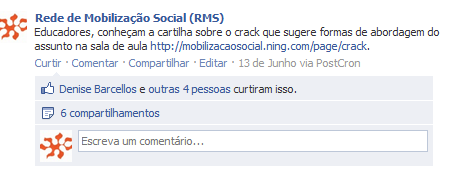 Rede de Mobilização Social (RMS)
Educadores, conheçam a cartilha sobre o crack que sugere formas de abordagem do
assunto na sala de aula http://mobilizacaosocial.ning.com/page/crack.
Curtir · Comentar · Compartilhar · Editar · 13 de Junho via PostCron
Denise Barcellos e outras 4 pessoas curtiram isso.
6 compartilhamentos
Escreva um comentário...